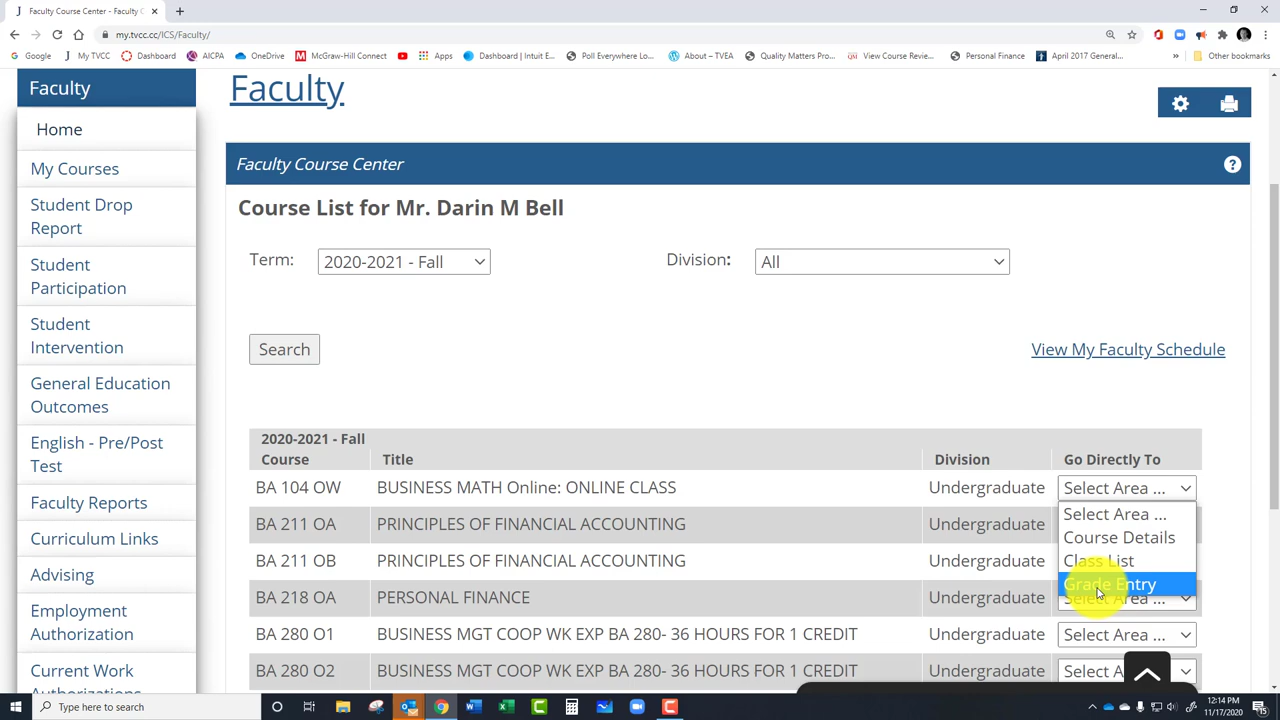 Faculty Course Center - Faculty C
my.tvcc.cc/ICS/Faculty/
Google My TVCC Dashboard AICPA OneDrive McGraw-Hill Connect Apps Dashboard | Intuit E... Poll Everywhere Lo... About – TVEA Quality Matters Pro... View Course Review... Personal Finance April 2017 General... » Other bookmarks
Faculty
Home
My Courses
Student Drop
Report
Student
Participation
Student
Intervention
General Education
Outcomes
English - Pre/Post
Test
Faculty Reports
Curriculum Links
Advising
Employment
Authorization
Current Work
Authorizations
Faculty
Faculty Course Center
?
Course List for Mr. Darin M Bell
Term: 2020-2021 - Fall Division: All
Search View My Faculty Schedule
2020-2021 - Fall
Course Title Division Go Directly To
BA 104 OW BUSINESS MATH Online: ONLINE CLASS Undergraduate Select Area ...
Select Area ...
BA 211 OA PRINCIPLES OF FINANCIAL ACCOUNTING Undergraduate
Course Details
BA 211 OB PRINCIPLES OF FINANCIAL ACCOUNTING Undergraduate Class List
Grade Entry
BA 218 OA PERSONAL FINANCE Undergraduate Select Area ...
BA 280 O1 BUSINESS MGT COOP WK EXP BA 280- 36 HOURS FOR 1 CREDIT Undergraduate Select Area ...
BA 280 O2 BUSINESS MGT COOP WK EXP BA 280- 36 HOURS FOR 1 CREDIT Undergraduate Select A
Type here to search
12:14 PM
11/17/2020